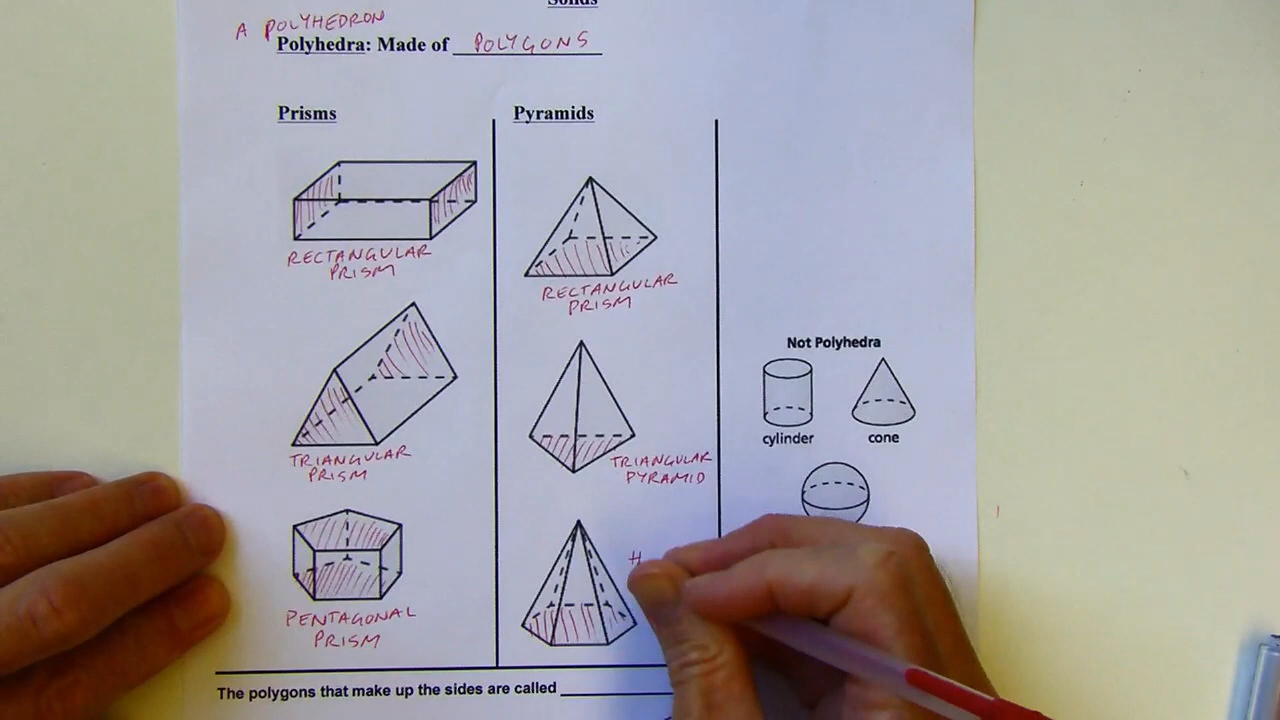 Solids
A POLYHEDRON
Polyhedra: Made of POLYGONS
Prisms
Pyramids
RECTANGULAR
PRISM
RECTANGULAR
PRISM
TRIANGULAR
PRISM
TRIANGULAR
PYRAMID
Not Polyhedra
cylinder
cone
H
PENTAGONAL
PRISM
The polygons that make up the sides are called